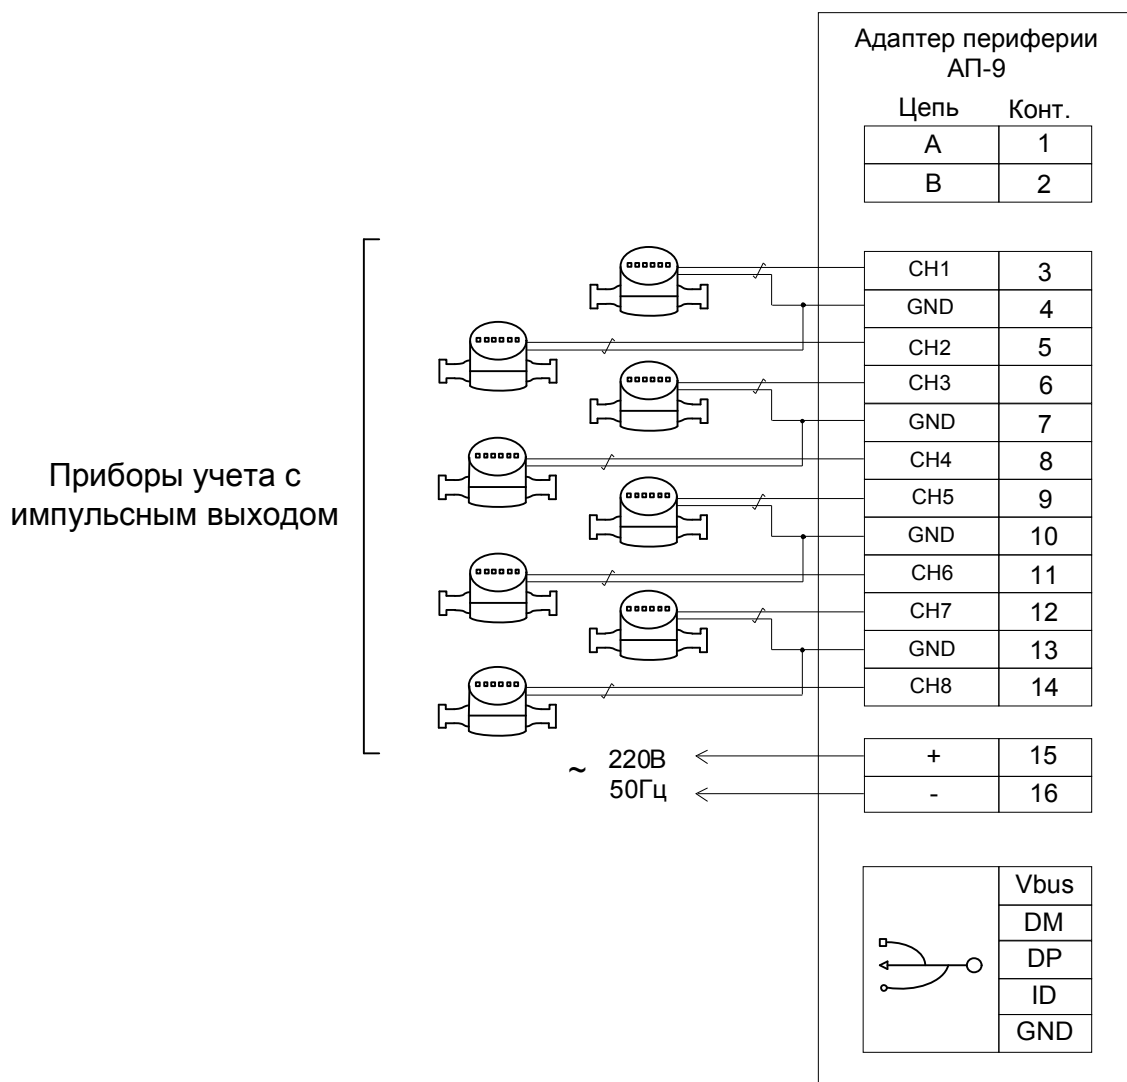 Адаптер периферии
АП-9
Цепь Конт.
A 1
B 2
CH1 3
GND 4
CH2 5
CH3 6
GND 7
CH4 8
CH5 9
GND 10
CH6 11
CH7 12
GND 13
CH8 14
Приборы учета с
импульсным выходом
~ 220В
50Гц
+ 15
- 16
Vbus
DM
DP
ID
GND